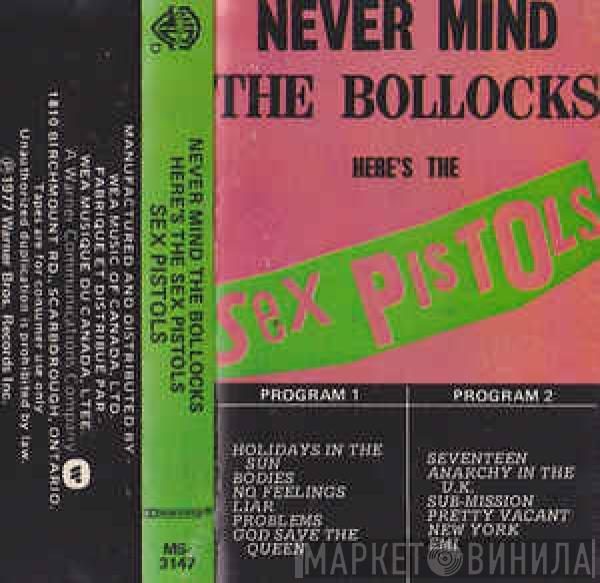 MANUFACTURED AND DISTRIBUTED BY
WEA MUSIC OF CANADA, LTD.
FABRIQUE ET DISTRIBUE PAR.
WEA MUSIQUE DU CANADA, LTEE.
A Warner Communications Company
1810 BIRCHMOUNT RD., SCARBOROUGH, ONTARIO.
Tapes are for consumer use only
Unauthorized duplication is prohibited by law.
℗ 1977 Warner Bros. Records Inc.
NEVER MIND THE BOLLOCKS
HERE'S THE SEX PISTOLS
SEX PISTOLS
M5
3147
NEVER MIND
THE BOLLOCKS
HERE'S THE
Sex PISTOLS
PROGRAM 1
HOLIDAYS IN THE
SUN
BODIES
NO FEELINGS
LIAR
PROBLEMS
GOD SAVE THE
QUEEN
PROGRAM 2
SEVENTEEN
ANARCHY IN THE
U.K.
SUB-MISSION
PRETTY VACANT
NEW YORK
EMI
МАРКЕТ ВИНИЛА